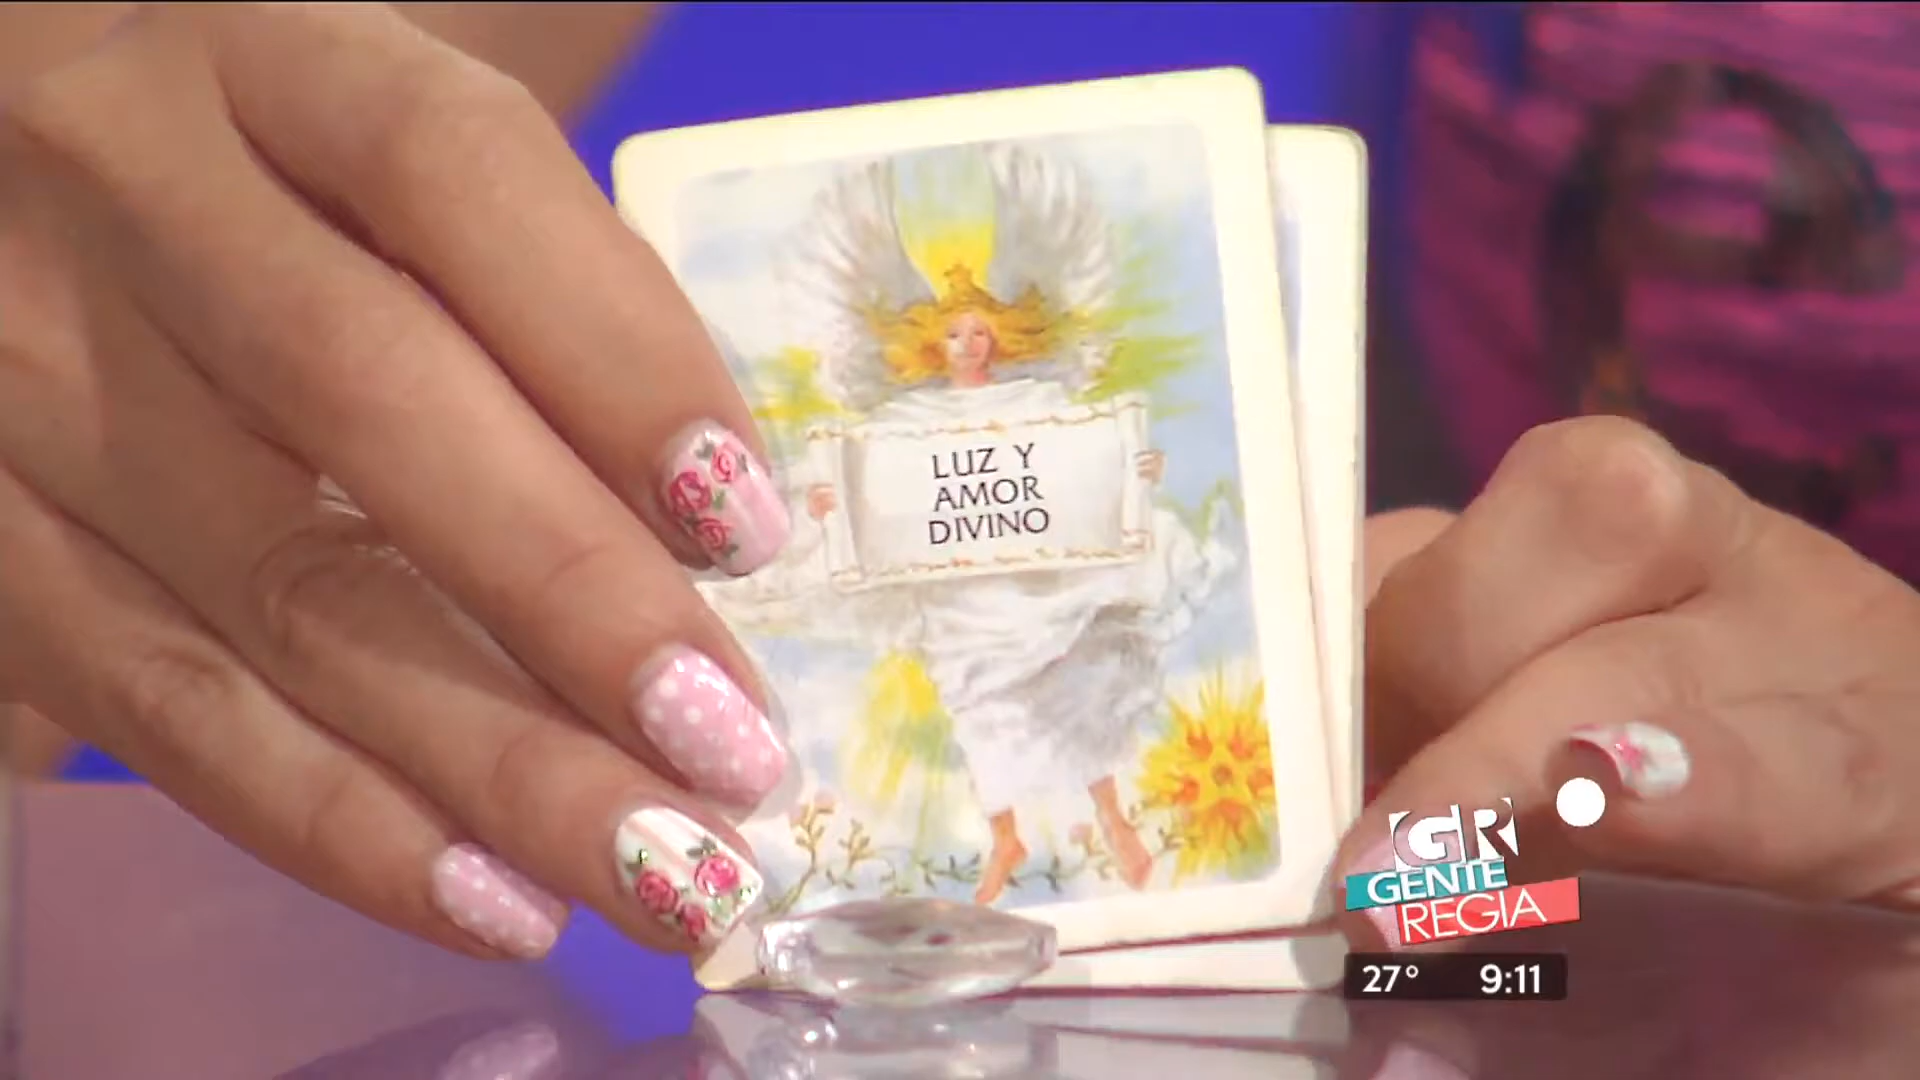 LUZ Y
AMOR
DIVINO
GR
GENTE
REGIA
27° 9:11